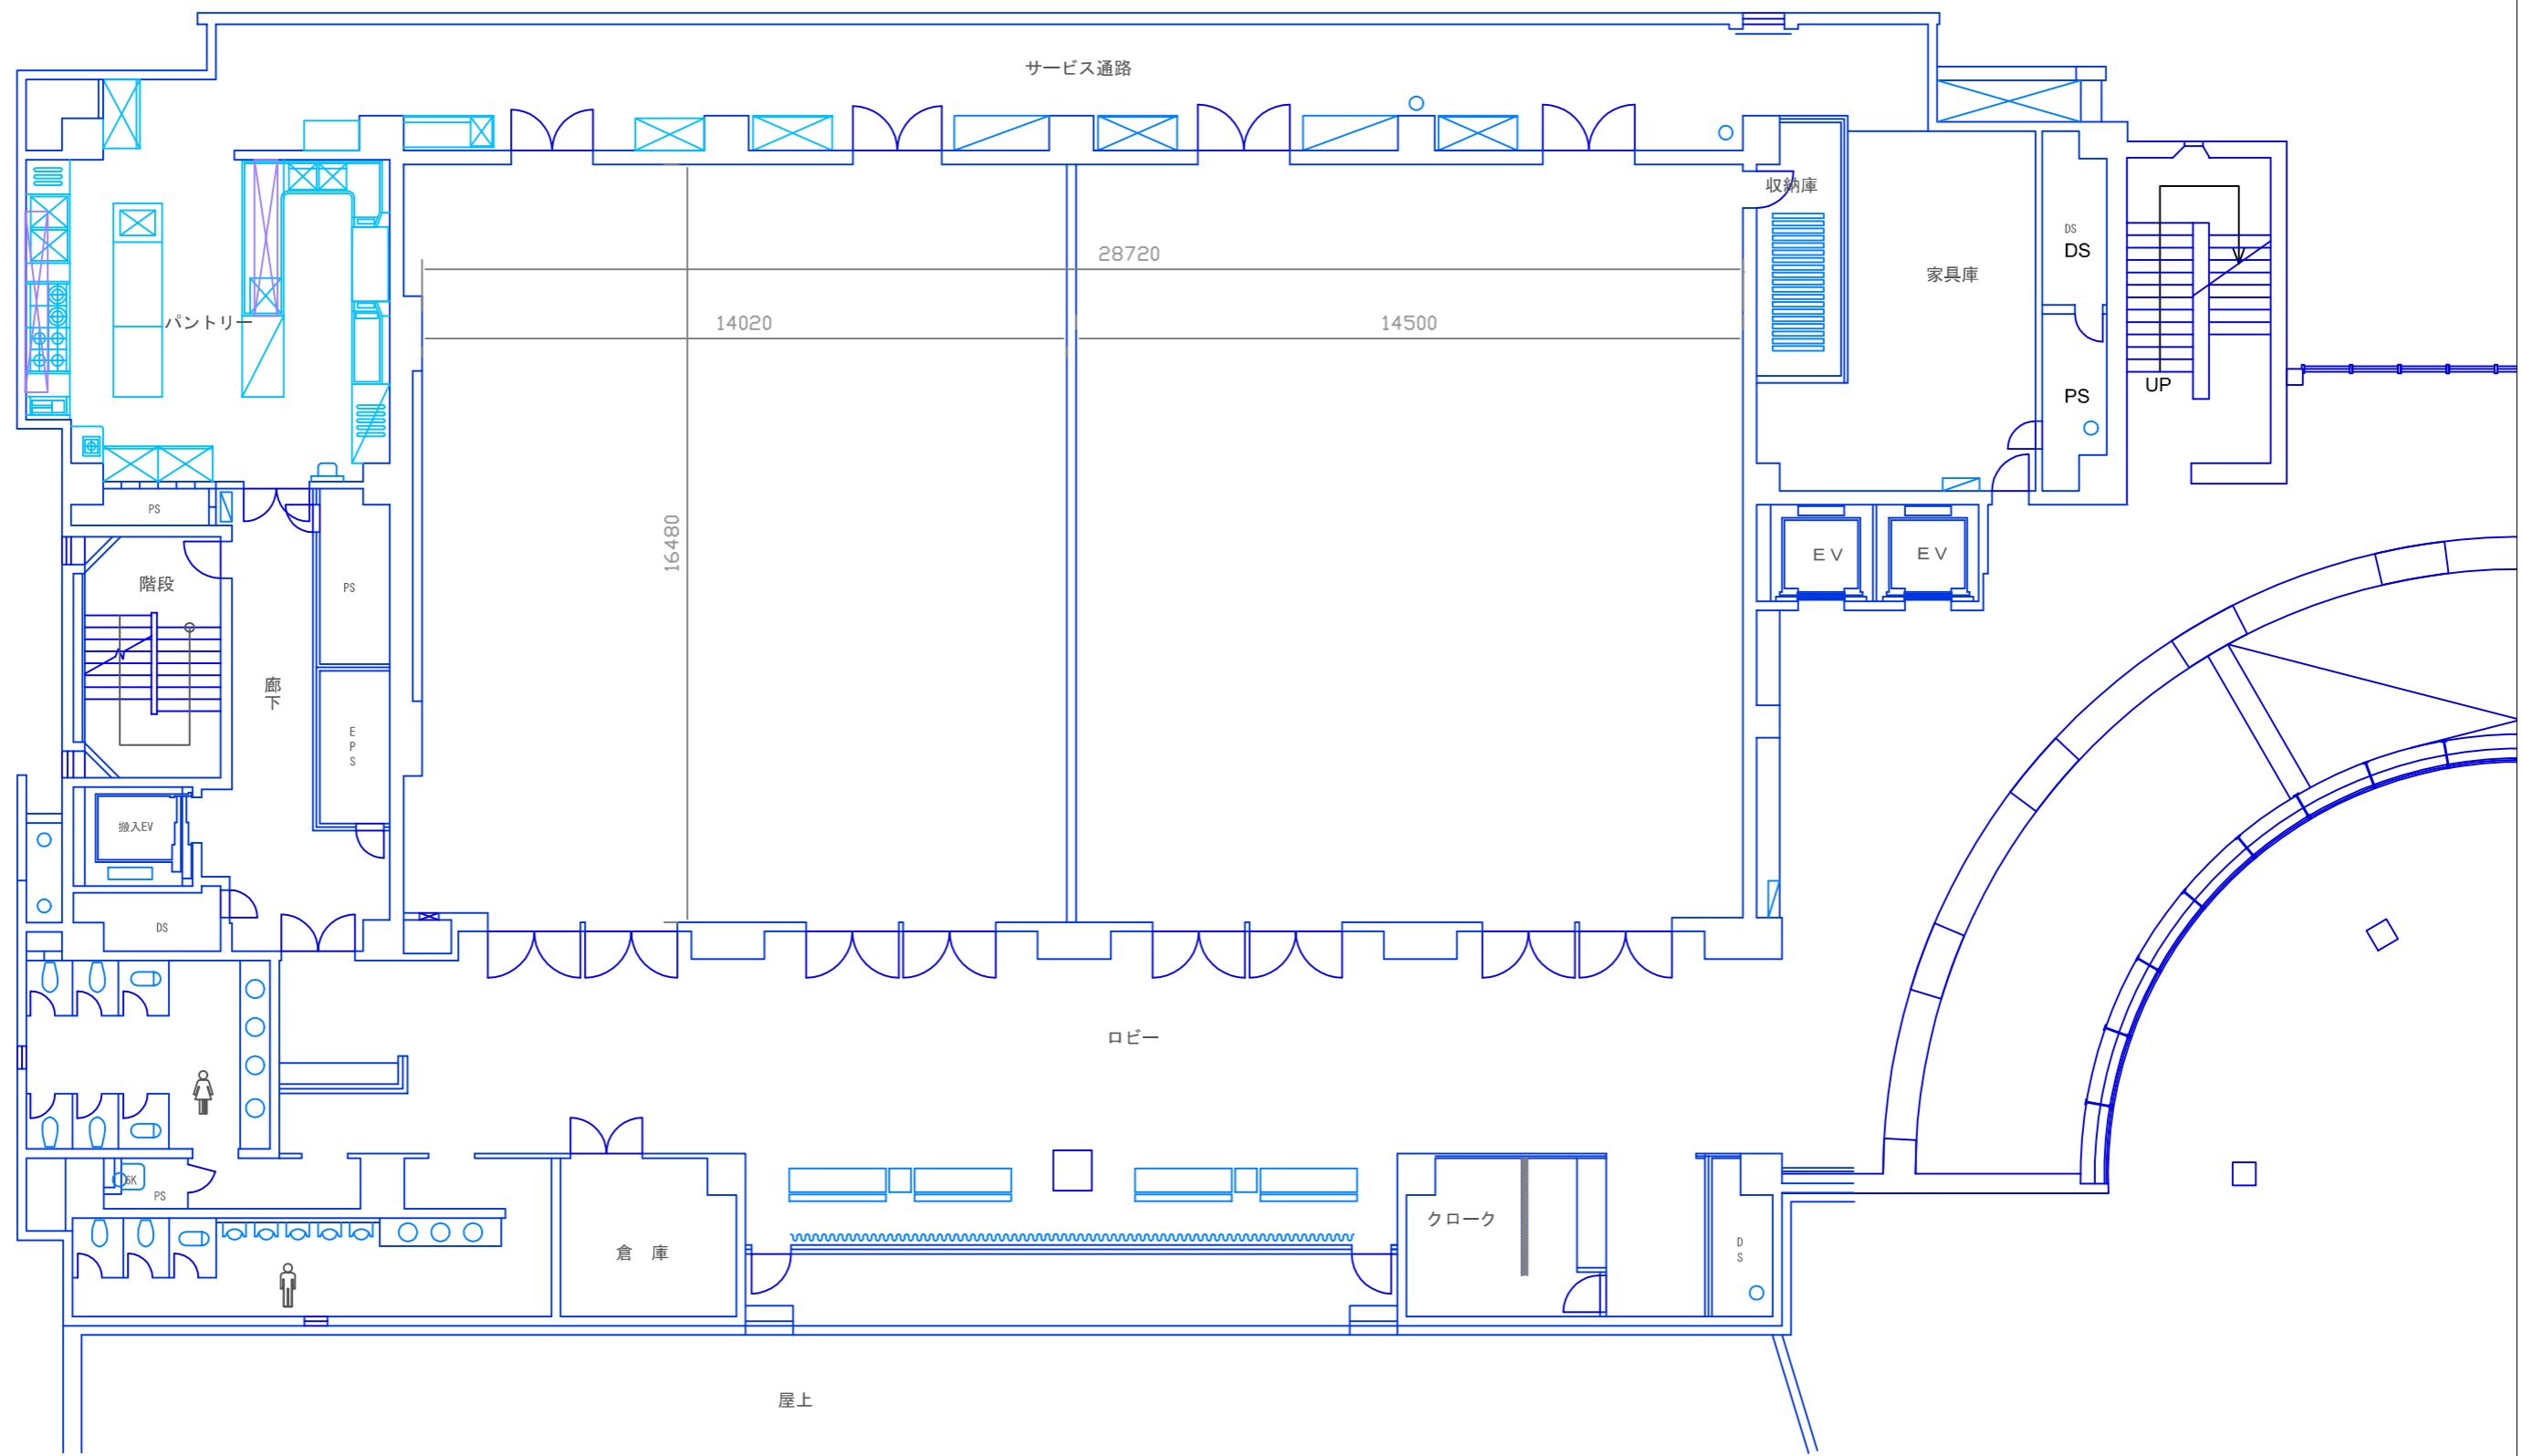 サービス通路
収納庫
DS
DS
28720
家具庫
14020
14500
パントリー
UP
PS
PS
16480
EV
EV
階段
PS
廊下
EPS
搬入EV
DS
ロビー
SK
PS
クローク
倉 庫
DS
屋上